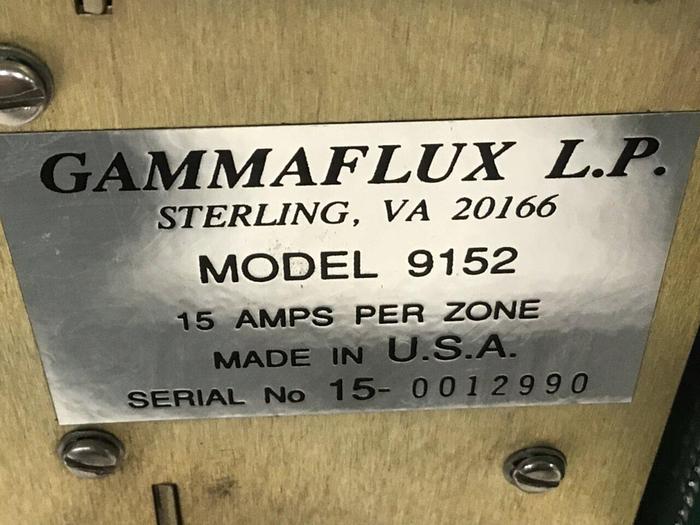 GAMMAFLUX L.P.
STERLING, VA 20166
MODEL 9152
15 AMPS PER ZONE
MADE IN U.S.A.
SERIAL No 15-0012990